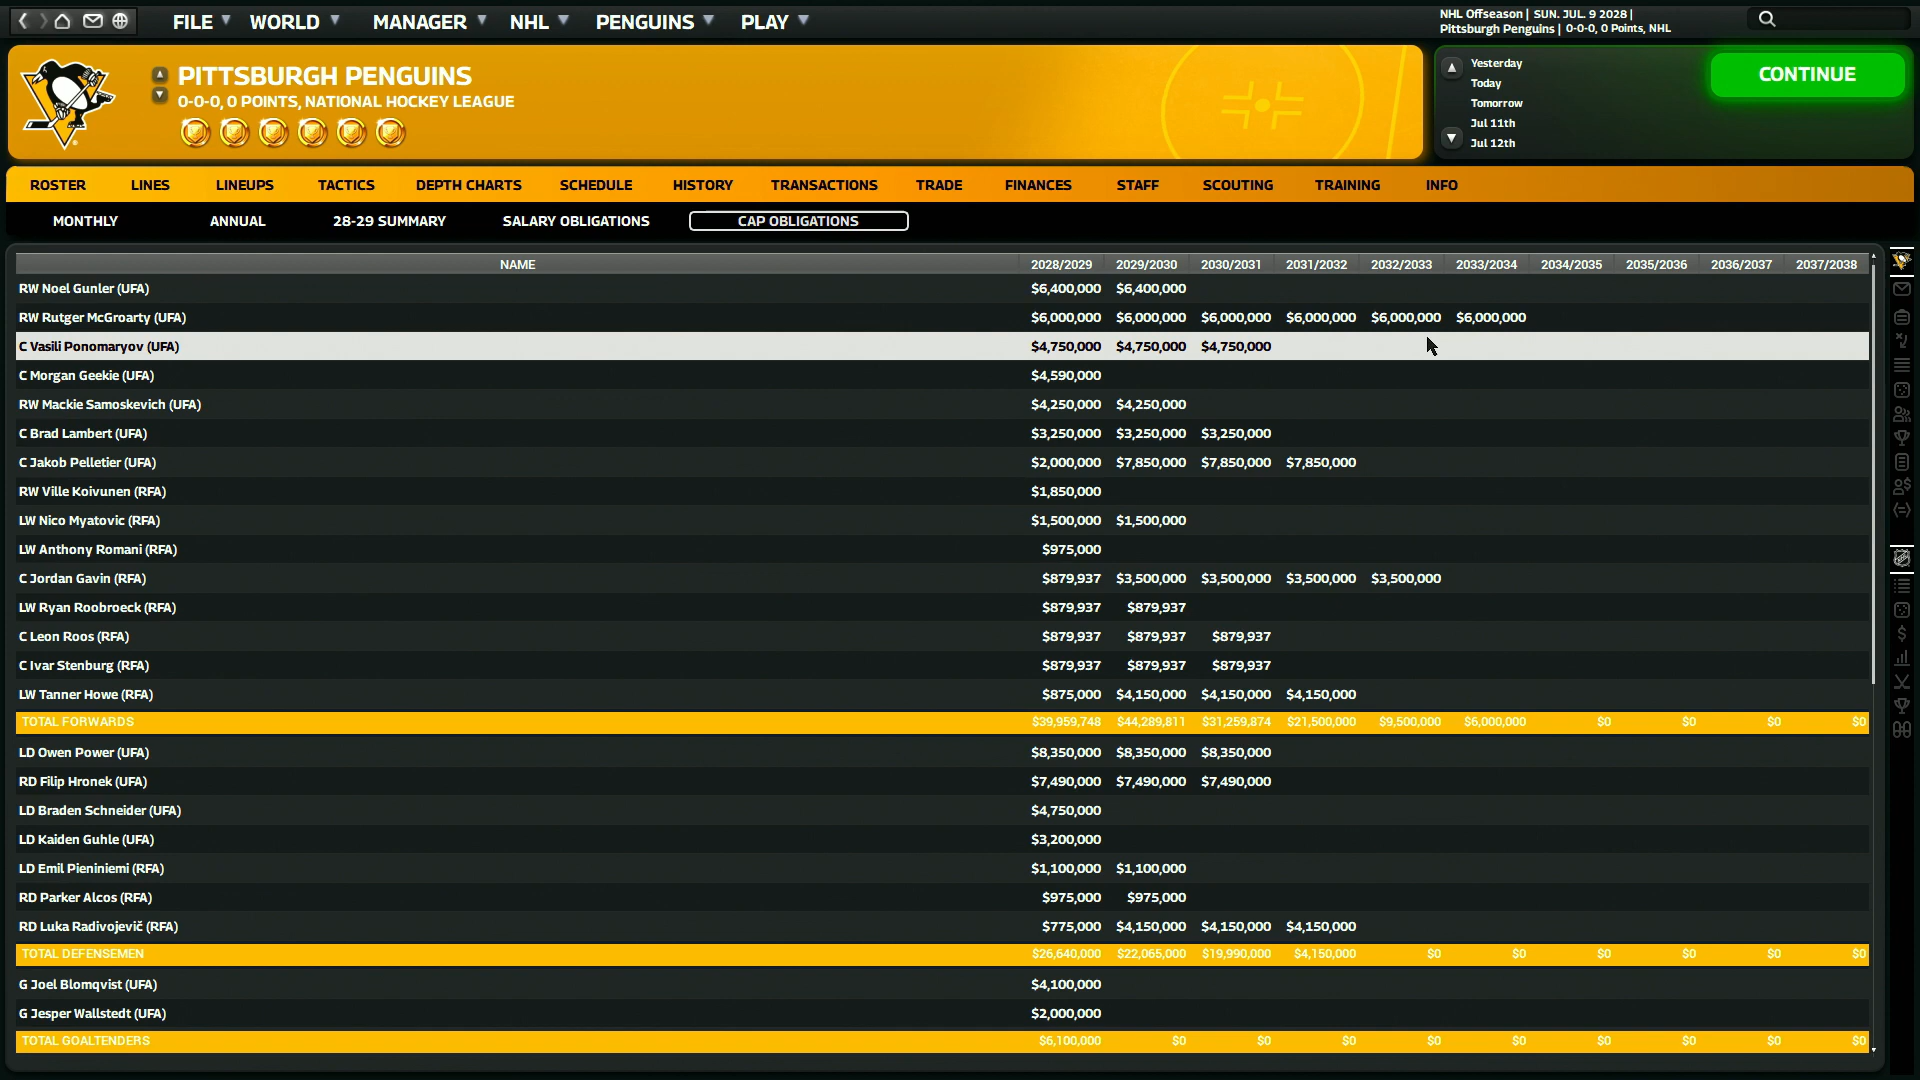 FILE WORLD MANAGER NHL PENGUINS PLAY
NHL Offseason | SUN. JUL. 9 2028 |
Pittsburgh Penguins | 0-0-0, 0 Points, NHL
PITTSBURGH PENGUINS
0-0-0, 0 POINTS, NATIONAL HOCKEY LEAGUE
Yesterday
Today
Tomorrow
Jul 11th
Jul 12th
CONTINUE
ROSTER LINES LINEUPS TACTICS DEPTH CHARTS SCHEDULE HISTORY TRANSACTIONS TRADE FINANCES STAFF SCOUTING TRAINING INFO
MONTHLY ANNUAL 28-29 SUMMARY SALARY OBLIGATIONS CAP OBLIGATIONS
NAME 2028/2029 2029/2030 2030/2031 2031/2032 2032/2033 2033/2034 2034/2035 2035/2036 2036/2037 2037/2038
RW Noel Gunler (UFA) $6,400,000 $6,400,000
RW Rutger McGroarty (UFA) $6,000,000 $6,000,000 $6,000,000 $6,000,000 $6,000,000 $6,000,000
C Vasili Ponomaryov (UFA) $4,750,000 $4,750,000 $4,750,000
C Morgan Geekie (UFA) $4,590,000
RW Mackie Samoskevich (UFA) $4,250,000 $4,250,000
C Brad Lambert (UFA) $3,250,000 $3,250,000 $3,250,000
C Jakob Pelletier (UFA) $2,000,000 $7,850,000 $7,850,000 $7,850,000
RW Ville Koivunen (RFA) $1,850,000
LW Nico Myatovic (RFA) $1,500,000 $1,500,000
LW Anthony Romani (RFA) $975,000
C Jordan Gavin (RFA) $879,937 $3,500,000 $3,500,000 $3,500,000 $3,500,000
LW Ryan Roobroeck (RFA) $879,937 $879,937
C Leon Roos (RFA) $879,937 $879,937 $879,937
C Ivar Stenburg (RFA) $879,937 $879,937 $879,937
LW Tanner Howe (RFA) $875,000 $4,150,000 $4,150,000 $4,150,000
TOTAL FORWARDS $39,959,748 $44,289,811 $31,259,874 $21,500,000 $9,500,000 $6,000,000 $0 $0 $0 $0
LD Owen Power (UFA) $8,350,000 $8,350,000 $8,350,000
RD Filip Hronek (UFA) $7,490,000 $7,490,000 $7,490,000
LD Braden Schneider (UFA) $4,750,000
LD Kaiden Guhle (UFA) $3,200,000
LD Emil Pieniniemi (RFA) $1,100,000 $1,100,000
RD Parker Alcos (RFA) $975,000 $975,000
RD Luka Radivojevič (RFA) $775,000 $4,150,000 $4,150,000 $4,150,000
TOTAL DEFENSEMEN $26,640,000 $22,065,000 $19,990,000 $4,150,000 $0 $0 $0 $0 $0 $0
G Joel Blomqvist (UFA) $4,100,000
G Jesper Wallstedt (UFA) $2,000,000
TOTAL GOALTENDERS $6,100,000 $0 $0 $0 $0 $0 $0 $0 $0 $0